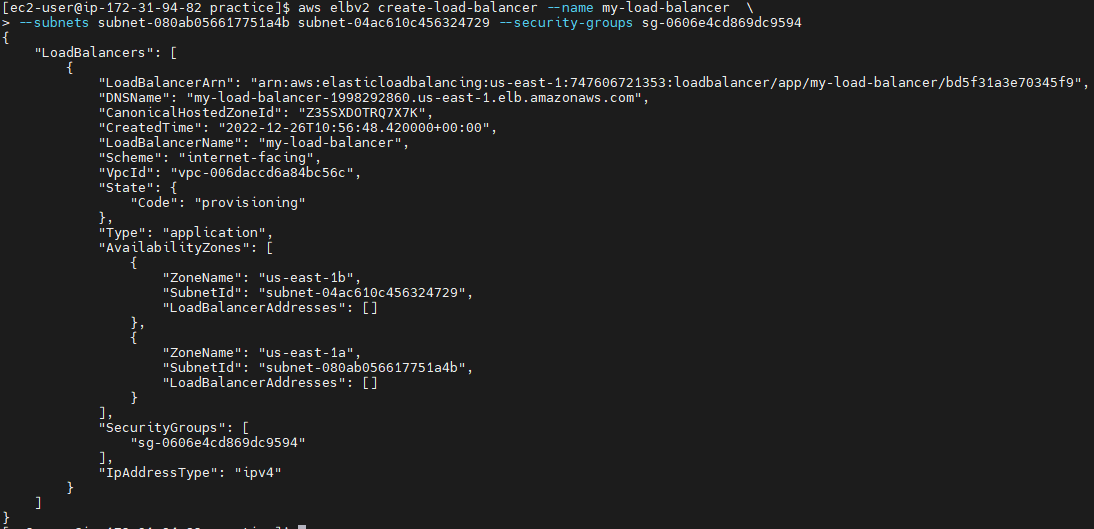 [ec2-user@ip-172-31-94-82 practice]$ aws elbv2 create-load-balancer --name my-load-balancer  \
> --subnets subnet-080ab056617751a4b subnet-04ac610c456324729 --security-groups sg-0606e4cd869dc9594
{
    "LoadBalancers": [
        {
            "LoadBalancerArn": "arn:aws:elasticloadbalancing:us-east-1:747606721353:loadbalancer/app/my-load-balancer/bd5f31a3e70345f9",
            "DNSName": "my-load-balancer-1998292860.us-east-1.elb.amazonaws.com",
            "CanonicalHostedZoneId": "Z35SXDOTRQ7X7K",
            "CreatedTime": "2022-12-26T10:56:48.420000+00:00",
            "LoadBalancerName": "my-load-balancer",
            "Scheme": "internet-facing",
            "VpcId": "vpc-006daccd6a84bc56c",
            "State": {
                "Code": "provisioning"
            },
            "Type": "application",
            "AvailabilityZones": [
                {
                    "ZoneName": "us-east-1b",
                    "SubnetId": "subnet-04ac610c456324729",
                    "LoadBalancerAddresses": []
                },
                {
                    "ZoneName": "us-east-1a",
                    "SubnetId": "subnet-080ab056617751a4b",
                    "LoadBalancerAddresses": []
                }
            ],
            "SecurityGroups": [
                "sg-0606e4cd869dc9594"
            ],
            "IpAddressType": "ipv4"
        }
    ]
}